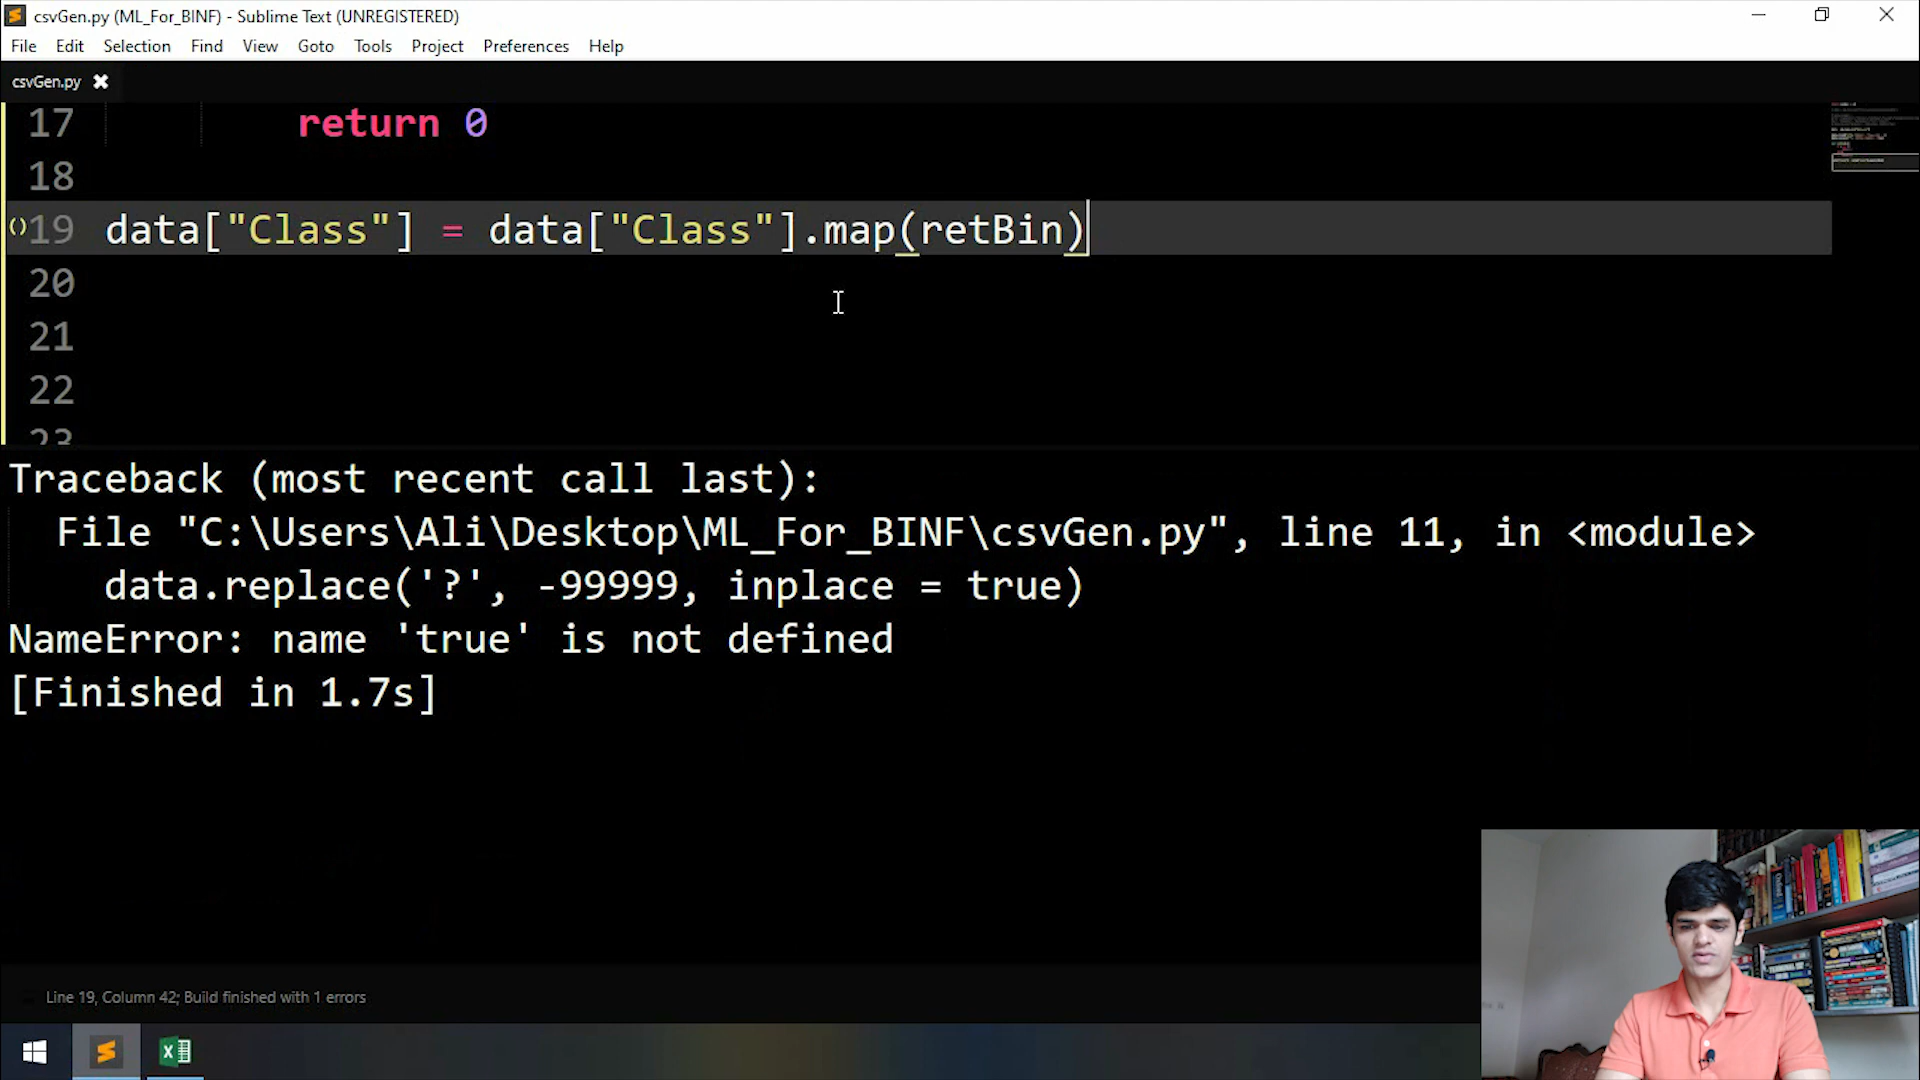 csvGen.py (ML_For_BINF) - Sublime Text (UNREGISTERED)
File Edit Selection Find View Goto Tools Project Preferences Help
csvGen.py
17 return 0
18
19 data["Class"] = data["Class"].map(retBin)
20
21
22
23
Traceback (most recent call last):
File "C:\Users\Ali\Desktop\ML_For_BINF\csvGen.py", line 11, in <module>
data.replace('?', -99999, inplace = true)
NameError: name 'true' is not defined
[Finished in 1.7s]
Line 19, Column 42; Build finished with 1 errors